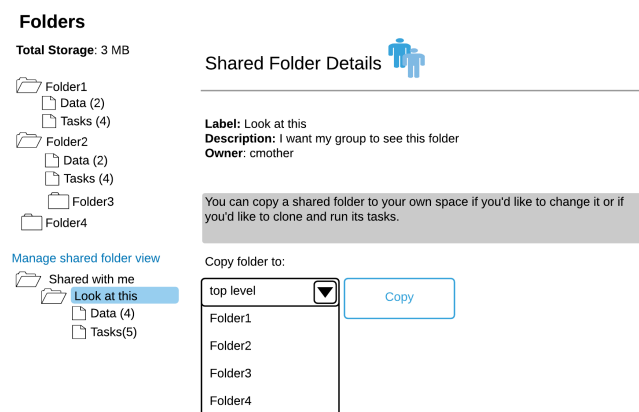 Folders
Total Storage: 3 MB
Folder1
Data (2)
Tasks (4)
Folder2
Data (2)
Tasks (4)
Folder3
Folder4
Manage shared folder view
Shared with me
Look at this
Data (4)
Tasks(5)
Shared Folder Details
Label: Look at this
Description: I want my group to see this folder
Owner: cmother
You can copy a shared folder to your own space if you'd like to change it or if
you'd like to clone and run its tasks.
Copy folder to:
top level
Copy
Folder1
Folder2
Folder3
Folder4